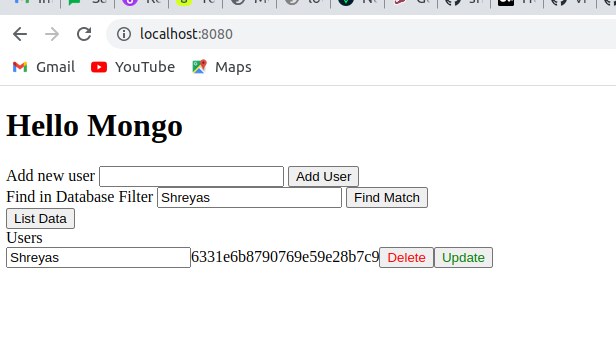 localhost:8080
Gmail YouTube Maps
Hello Mongo
Add new user Add User
Find in Database Filter Shreyas Find Match
List Data
Users
Shreyas 6331e6b8790769e59e28b7c9 Delete Update